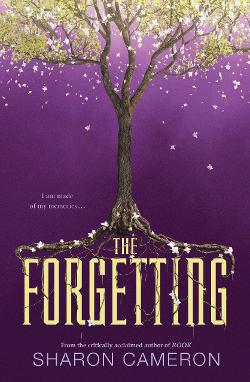 I am made
of my memories...
THE
FORGETTING
From the critically acclaimed author of ROOK
SHARON CAMERON